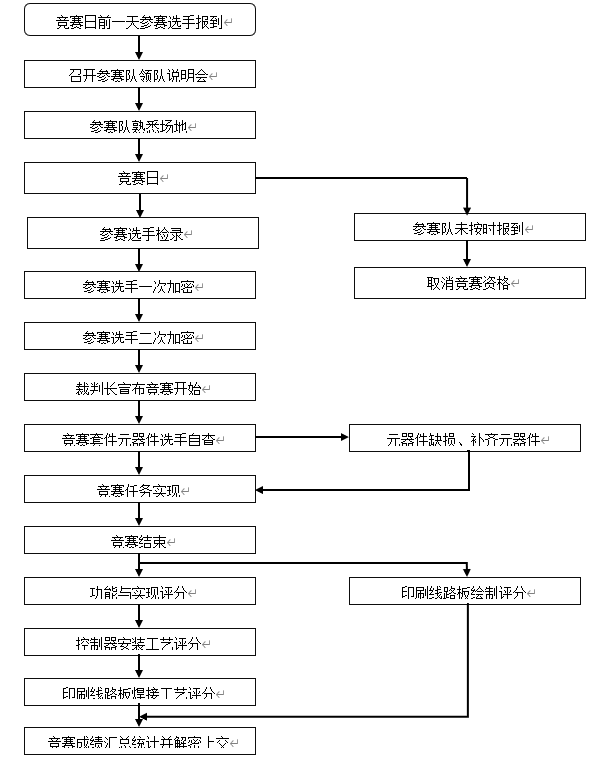 竞赛日前一天参赛选手报到
召开参赛队领队说明会
参赛队熟悉场地
竞赛日
参赛选手检录
参赛队未按时报到
参赛选手一次加密
取消竞赛资格
参赛选手二次加密
裁判长宣布竞赛开始
竞赛套件元器件选手自查
元器件缺损、补齐元器件
竞赛任务实现
竞赛结束
功能与实现评分
印刷线路板绘制评分
控制器安装工艺评分
印刷线路板焊接工艺评分
竞赛成绩汇总统计并解密上交